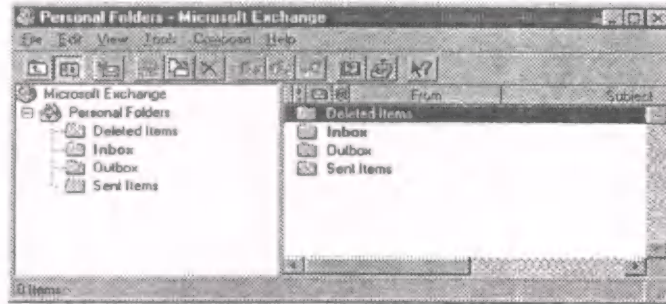 Personal Folders - Microsoft Exchange
File Edit View Tools Compose Help
Microsoft Exchange
Personal Folders
Deleted Items
Inbox
Outbox
Sent Items
From Subject
Deleted Items
Inbox
Outbox
Sent Items
0 Items